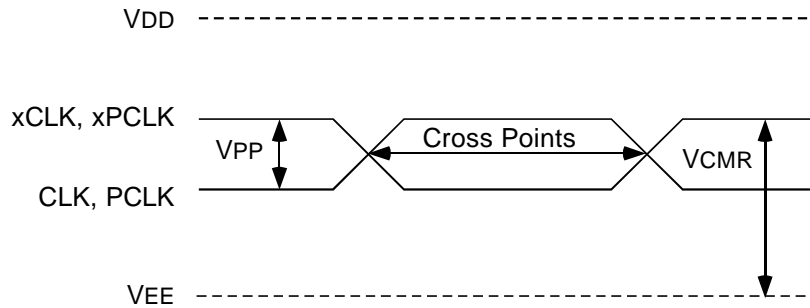 VDD
xCLK, xPCLK
VPP
Cross Points
VCMR
CLK, PCLK
VEE